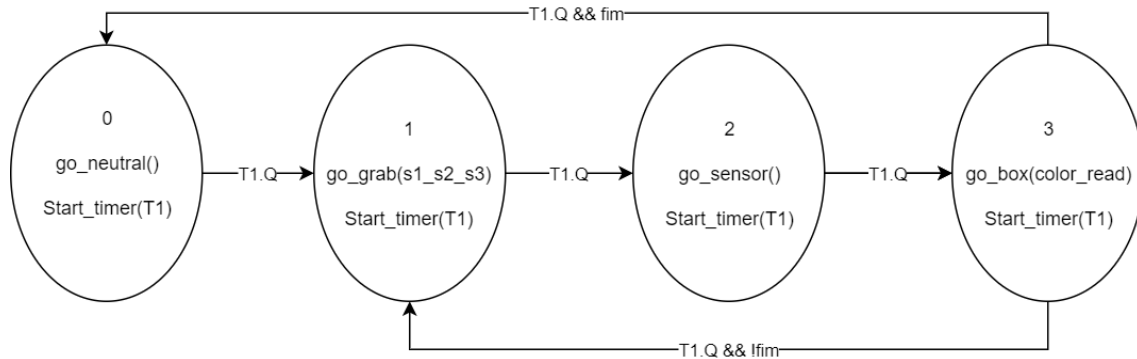 T1.Q && fim
0
go_neutral()
Start_timer(T1)
T1.Q
1
go_grab(s1_s2_s3)
Start_timer(T1)
T1.Q
2
go_sensor()
Start_timer(T1)
T1.Q
3
go_box(color_read)
Start_timer(T1)
T1.Q && !fim